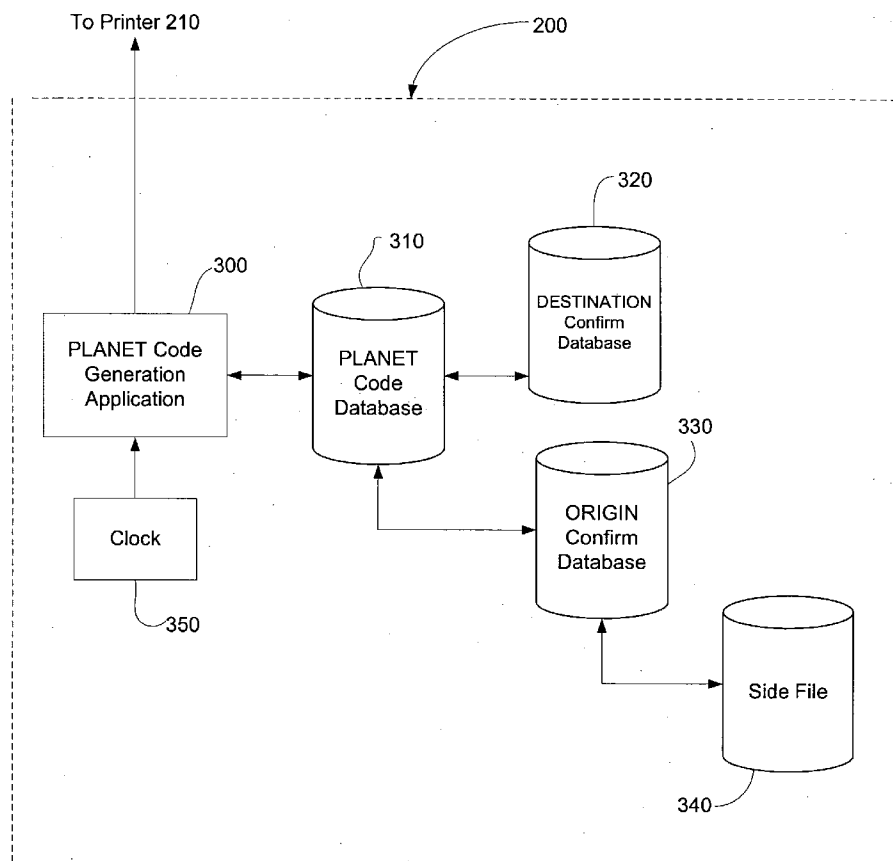 To Printer 210
200
320
310
300
DESTINATION
Confirm
Database
PLANET Code
Generation
Application
PLANET
Code
Database
330
ORIGIN
Confirm
Database
Clock
350
Side File
340